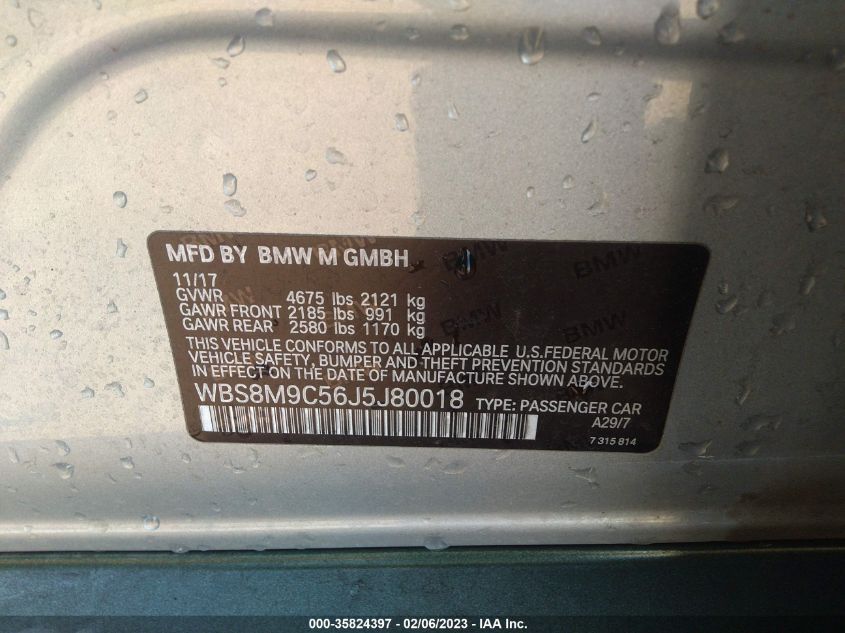 MFD BY BMW M GMBH
11/17
GVWR 4675 lbs 2121 kg
GAWR FRONT 2185 lbs 991 kg
GAWR REAR 2580 lbs 1170 kg
THIS VEHICLE CONFORMS TO ALL APPLICABLE U.S.FEDERAL MOTOR
VEHICLE SAFETY, BUMPER AND THEFT PREVENTION STANDARDS
IN EFFECT ON THE DATE OF MANUFACTURE SHOWN ABOVE.
WBS8M9C56J5J80018 TYPE: PASSENGER CAR
A29/7
7 315 814
BMW
BMW
BMW
000-35824397 - 02/06/2023 - IAA Inc.